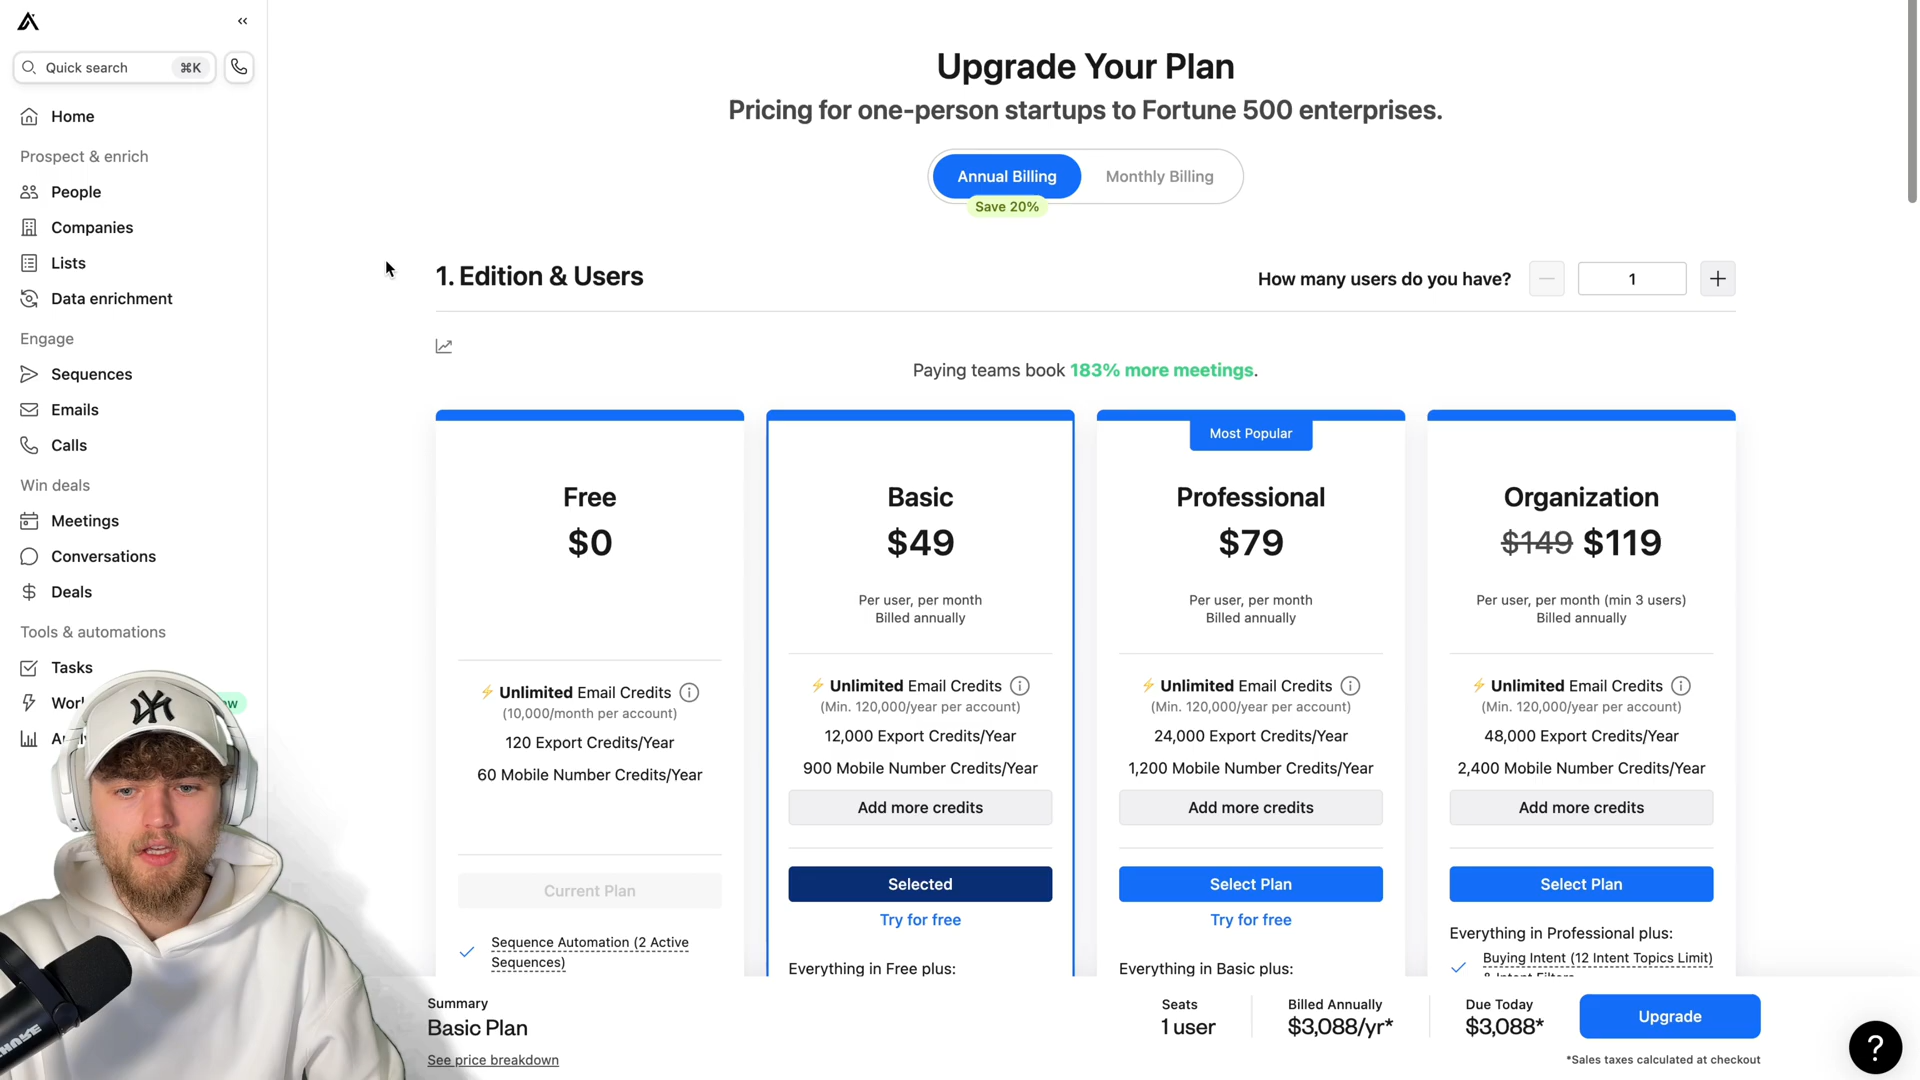 Quick search
⌘K
Home
Prospect & enrich
People
Companies
Lists
Data enrichment
Engage
Sequences
Emails
Calls
Win deals
Meetings
Conversations
Deals
Tools & automations
Tasks
Upgrade Your Plan
Pricing for one-person startups to Fortune 500 enterprises.
Annual Billing
Monthly Billing
Save 20%
1. Edition & Users
How many users do you have?
1
Paying teams book 183% more meetings.
Free
$0
⚡ Unlimited Email Credits
(10,000/month per account)
120 Export Credits/Year
60 Mobile Number Credits/Year
Current Plan
Sequence Automation (2 Active
Sequences)
Basic
$49
Per user, per month
Billed annually
⚡ Unlimited Email Credits
(Min. 120,000/year per account)
12,000 Export Credits/Year
900 Mobile Number Credits/Year
Add more credits
Selected
Try for free
Everything in Free plus:
Most Popular
Professional
$79
Per user, per month
Billed annually
⚡ Unlimited Email Credits
(Min. 120,000/year per account)
24,000 Export Credits/Year
1,200 Mobile Number Credits/Year
Add more credits
Select Plan
Try for free
Everything in Basic plus:
Organization
$149 $119
Per user, per month (min 3 users)
Billed annually
⚡ Unlimited Email Credits
(Min. 120,000/year per account)
48,000 Export Credits/Year
2,400 Mobile Number Credits/Year
Add more credits
Select Plan
Everything in Professional plus:
Buying Intent (12 Intent Topics Limit)
Summary
Basic Plan
See price breakdown
Seats
1 user
Billed Annually
$3,088/yr*
Due Today
$3,088*
Upgrade
*Sales taxes calculated at checkout
?